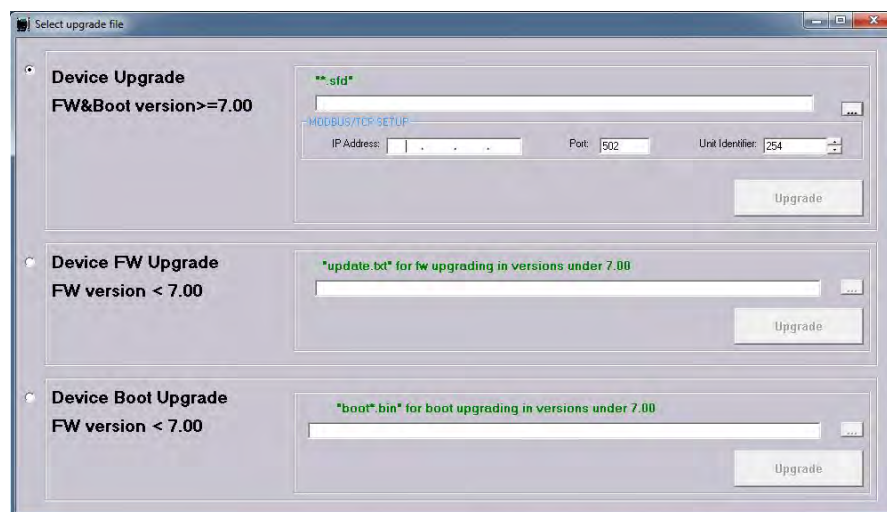 Select upgrade file
Device Upgrade
FW&Boot version>=7.00
"*.sfd"
...
MODBUS/TCP SETUP
IP Address: . . . Port: 502 Unit Identifier: 254
Upgrade
Device FW Upgrade
FW version < 7.00
"update.txt" for fw upgrading in versions under 7.00
...
Upgrade
Device Boot Upgrade
FW version < 7.00
"boot*.bin" for boot upgrading in versions under 7.00
...
Upgrade